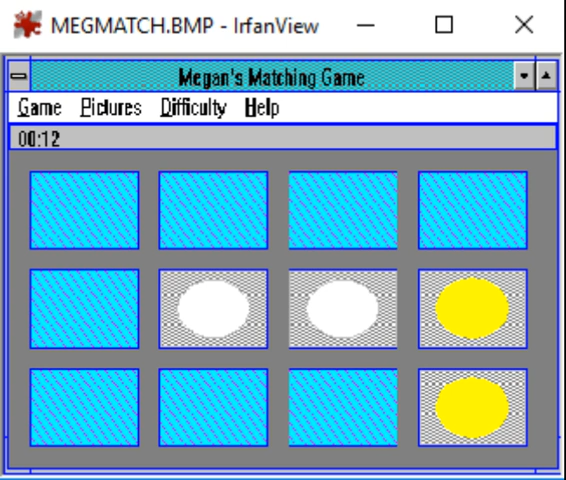 MEGMATCH.BMP - IrfanView
Megan's Matching Game
Game Pictures Difficulty Help
00:12